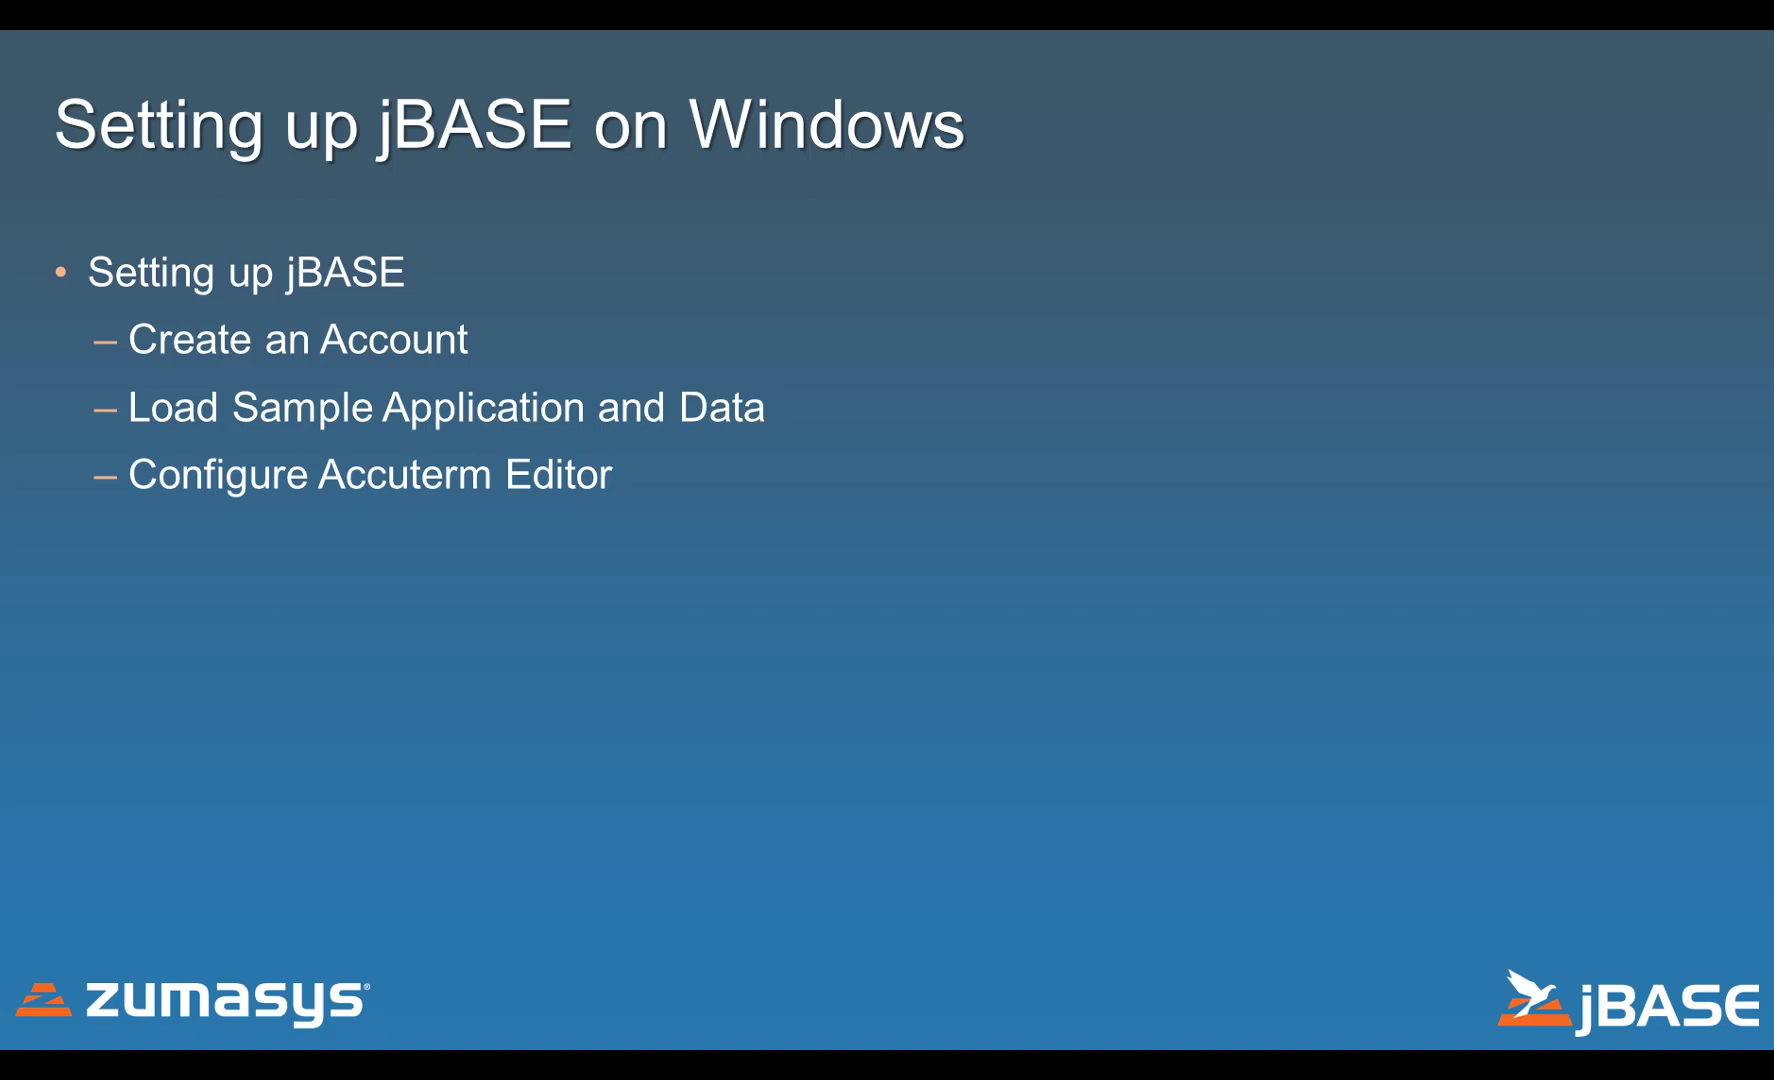 Setting up jBASE on Windows
• Setting up jBASE
– Create an Account
– Load Sample Application and Data
– Configure Accuterm Editor
zumasys®
jBASE